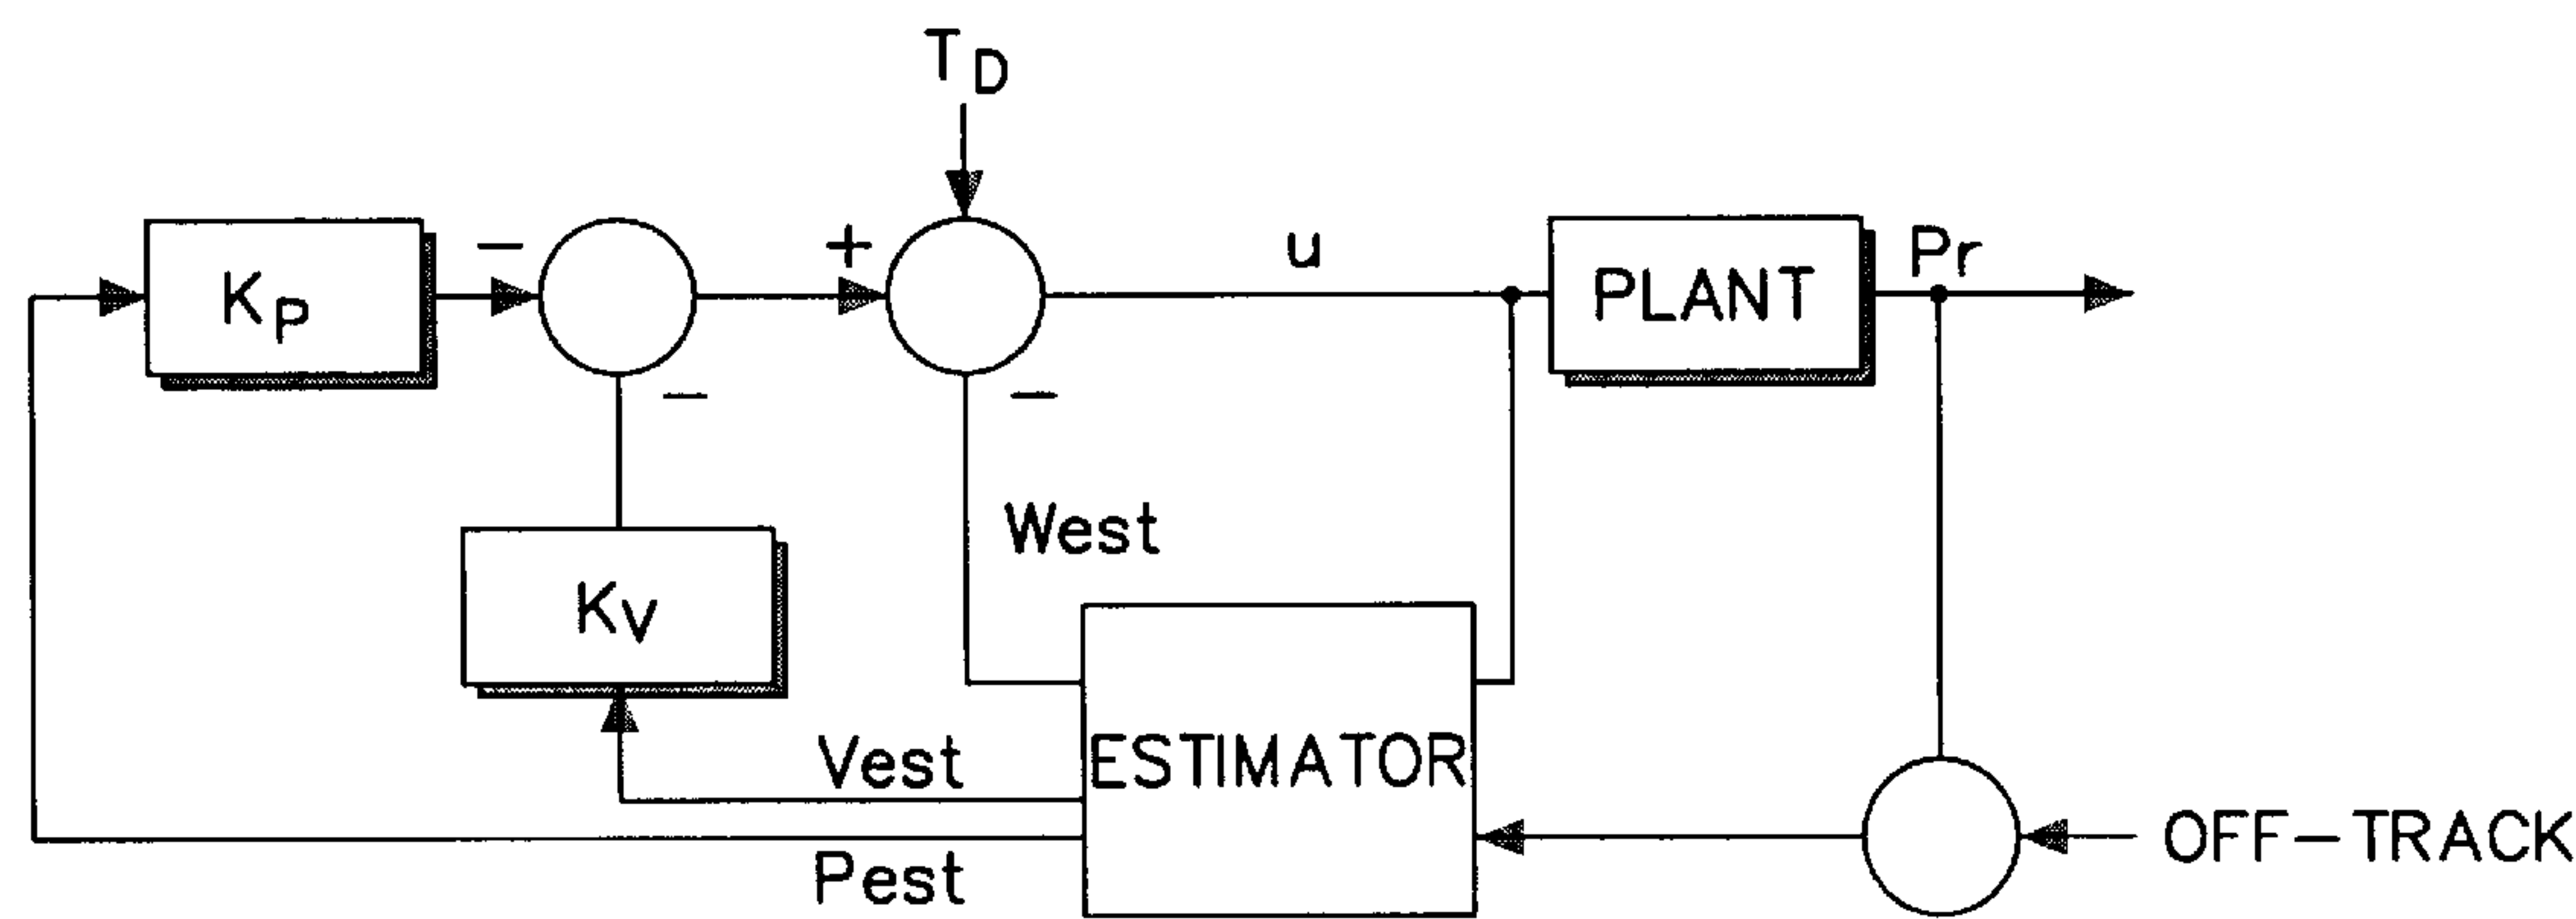 T_D
K_P
−
+
u
PLANT
Pr
−
−
West
K_V
Vest
ESTIMATOR
Pest
OFF-TRACK